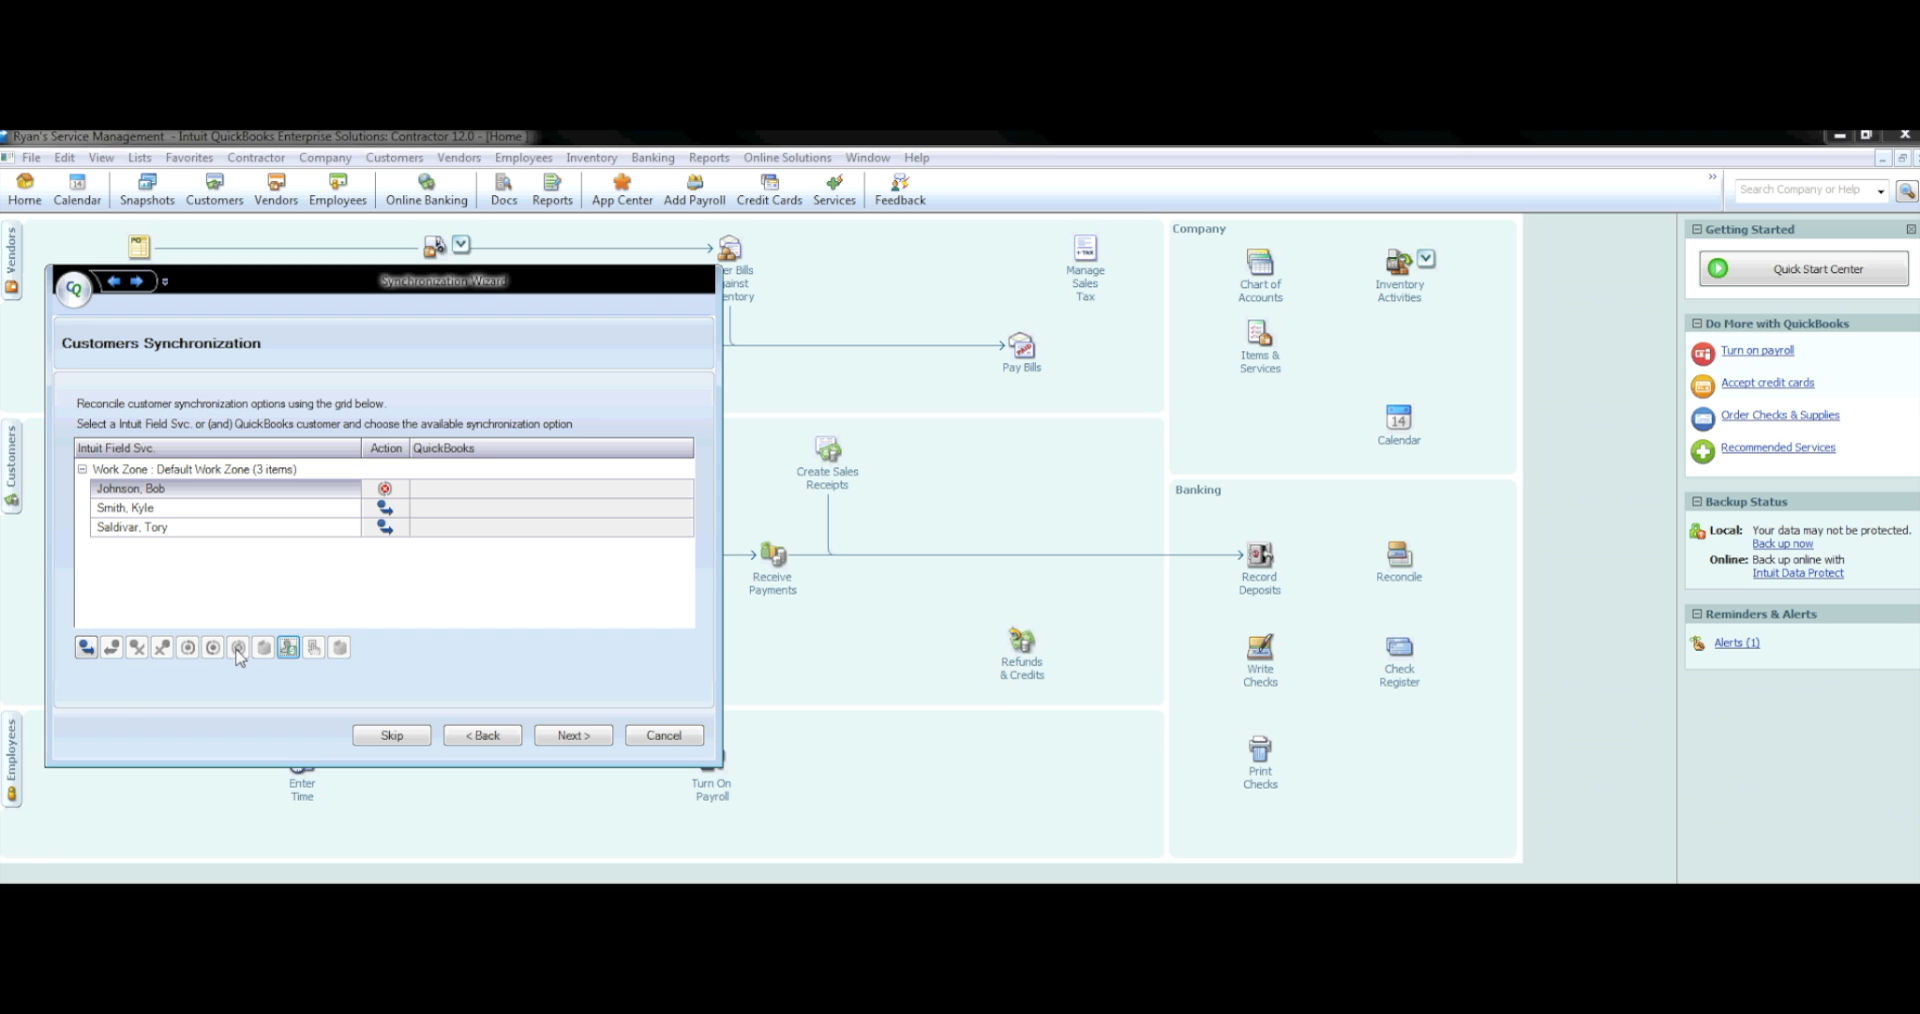 Ryan's Service Management - Intuit QuickBooks Enterprise Solutions: Contractor 12.0 - [Home ]
File Edit View Lists Favorites Contractor Company Customers Vendors Employees Inventory Banking Reports Online Solutions Window Help
Home Calendar Snapshots Customers Vendors Employees Online Banking Docs Reports App Center Add Payroll Credit Cards Services Feedback
Search Company or Help
Vendors
Customers
Employees
PO
er Bills
ainst
entory
Manage
Sales
Tax
Pay Bills
Create Sales
Receipts
Receive
Payments
Refunds
& Credits
Enter
Time
Turn On
Payroll
CQ
Synchronization Wizard
Customers Synchronization
Reconcile customer synchronization options using the grid below.
Select a Intuit Field Svc. or (and) QuickBooks customer and choose the available synchronization option
Intuit Field Svc. Action QuickBooks
Work Zone : Default Work Zone (3 items)
Johnson, Bob
Smith, Kyle
Saldivar, Tory
Skip < Back Next > Cancel
Company
Chart of
Accounts
Inventory
Activities
Items &
Services
14
Calendar
Banking
Record
Deposits
Reconcile
Write
Checks
Check
Register
Print
Checks
Getting Started
Quick Start Center
Do More with QuickBooks
Turn on payroll
Accept credit cards
Order Checks & Supplies
Recommended Services
Backup Status
Local: Your data may not be protected.
Back up now
Online: Back up online with
Intuit Data Protect
Reminders & Alerts
Alerts (1)